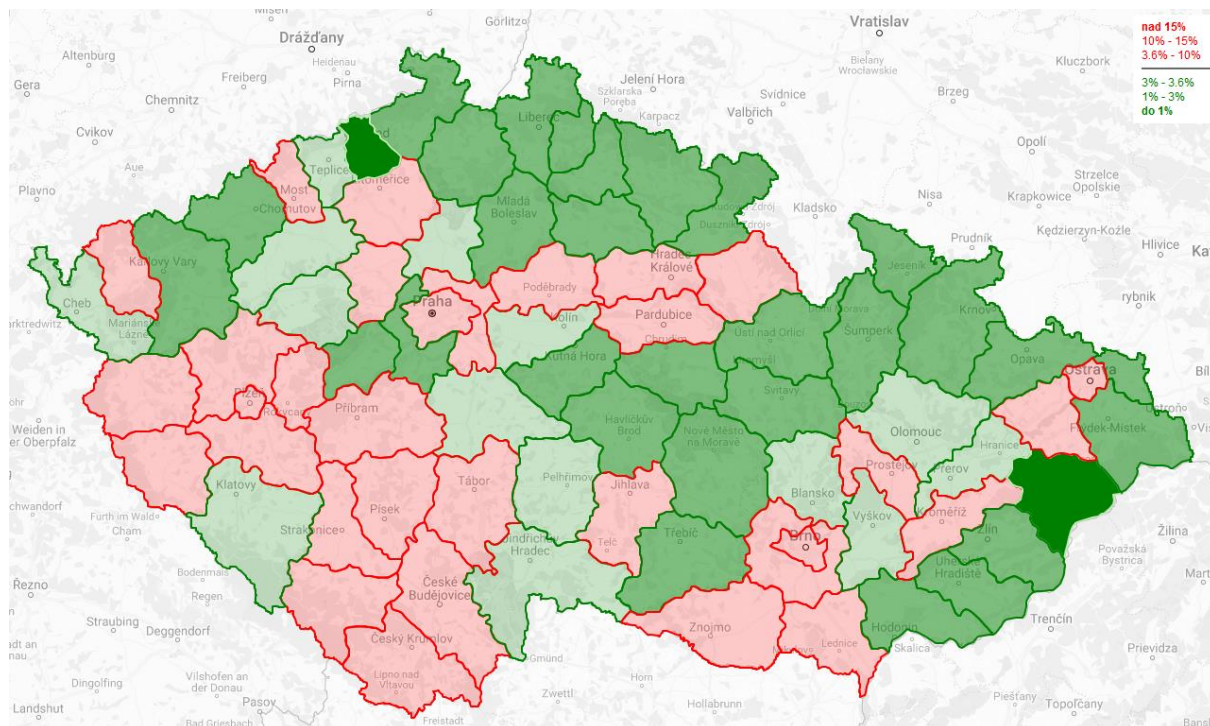 Míšeň
Görlitz
Vratislav
Drážďany
Altenburg
Heidenau
Jelení Hora
Bielany
Wrocławskie
Kluczbork
Freiberg
Pirna
Szklarska
Poręba
Karpacz
Svídnice
Brzeg
Gera
Chemnitz
Valbřich
Cvikov
Liberec
Opolí
Aue
Teplice
Strzelce
Opolskie
Plavno
Most
Litoměřice
Mladá
Boleslav
Nisa
Krapkowice
Chomutov
Kladsko
Kędzierzyn-Koźle
Duszniki-Zdrój
Prudník
Hlivice
Karlovy Vary
Hradec
Králové
Jeseník
Cheb
Poděbrady
rybnik
Praha
Krnov
Mariánské
Lázně
Kolín
Pardubice
Chrudim
Ústí nad Orlicí
Šumperk
Opava
Kutná Hora
Ostrava
Plzeň
Svitavy
Příbram
Weiden in
der Oberpfalz
Havlíčkův
Brod
Nové Město
na Moravě
Olomouc
Frýdek-Místek
Hranice
Klatovy
Tábor
Pelhřimov
Jihlava
Prostějov
Přerov
Blansko
Schwandorf
Furth im Wald
Cham
Strakonice
Písek
Kroměříž
Vyškov
Telč
Třebíč
Brno
Zlín
Žilina
Jindřichův
Hradec
Považská
Bystrica
Bodenmais
Uherské
Hradiště
Řezno
Regen
České
Budějovice
Straubing
Deggendorf
Znojmo
Hodonín
Trenčín
Český Krumlov
Lednice
Skalica
Prievidza
Gmünd
Lipno nad
Vltavou
Horn
Dingolfing
Vilshofen an
der Donau
Zwettl
Piešťany
Landshut
Pasov
Hollabrunn
Topoľčany
Bad Griesbach
Freistadt
nad 15%
10% - 15%
3.6% - 10%
3% - 3.6%
1% - 3%
do 1%